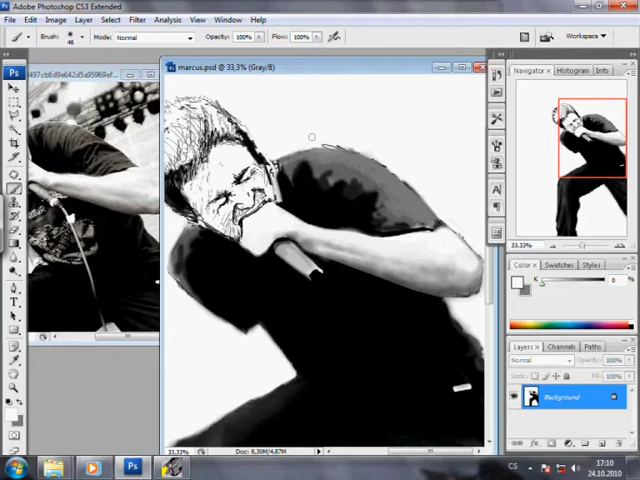 Adobe Photoshop CS3 Extended
File Edit Image Layer Select Filter Analysis View Window Help
Brush: 46 Mode: Normal Opacity: 100% Flow: 100% Workspace
497cb6d9e642d5a95969ef
marcus.psd @ 33,3% (Gray/8)
Navigator Histogram Info
33.33%
Color Swatches Styles
K 0 %
Layers Channels Paths
Normal Opacity: 100%
Lock: Fill: 100%
Background
33,33% Doc: 8,30M/4,87M
Ps CS 17:10
24.10.2010